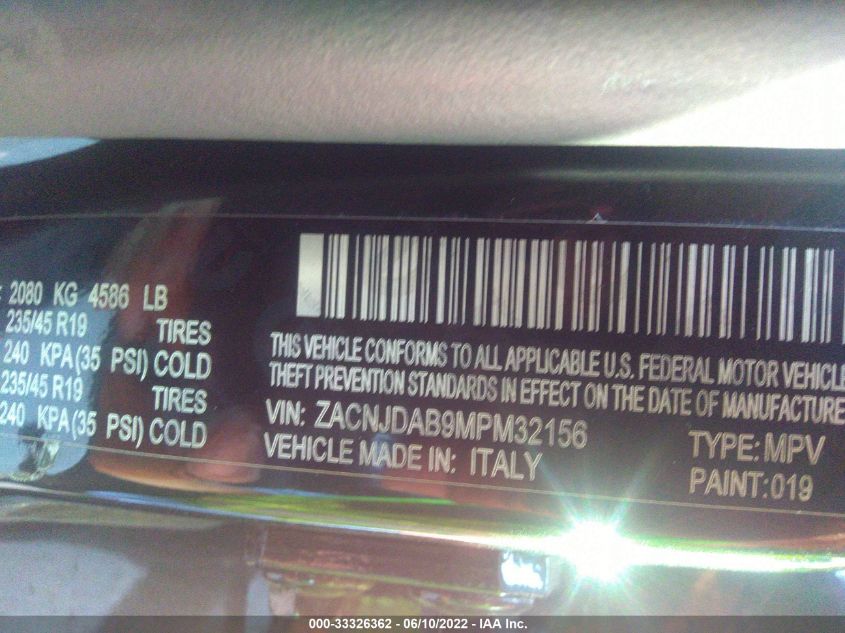 2080 KG 4586 LB
235/45 R19 TIRES
240 KPA(35 PSI) COLD
235/45 R19 TIRES
240 KPA(35 PSI) COLD
THIS VEHICLE CONFORMS TO ALL APPLICABLE U.S. FEDERAL MOTOR VEHICLE
THEFT PREVENTION STANDARDS IN EFFECT ON THE DATE OF MANUFACTURE
VIN: ZACNJDAB9MPM32156
VEHICLE MADE IN: ITALY
TYPE: MPV
PAINT:019
000-33326362 - 06/10/2022 - IAA Inc.